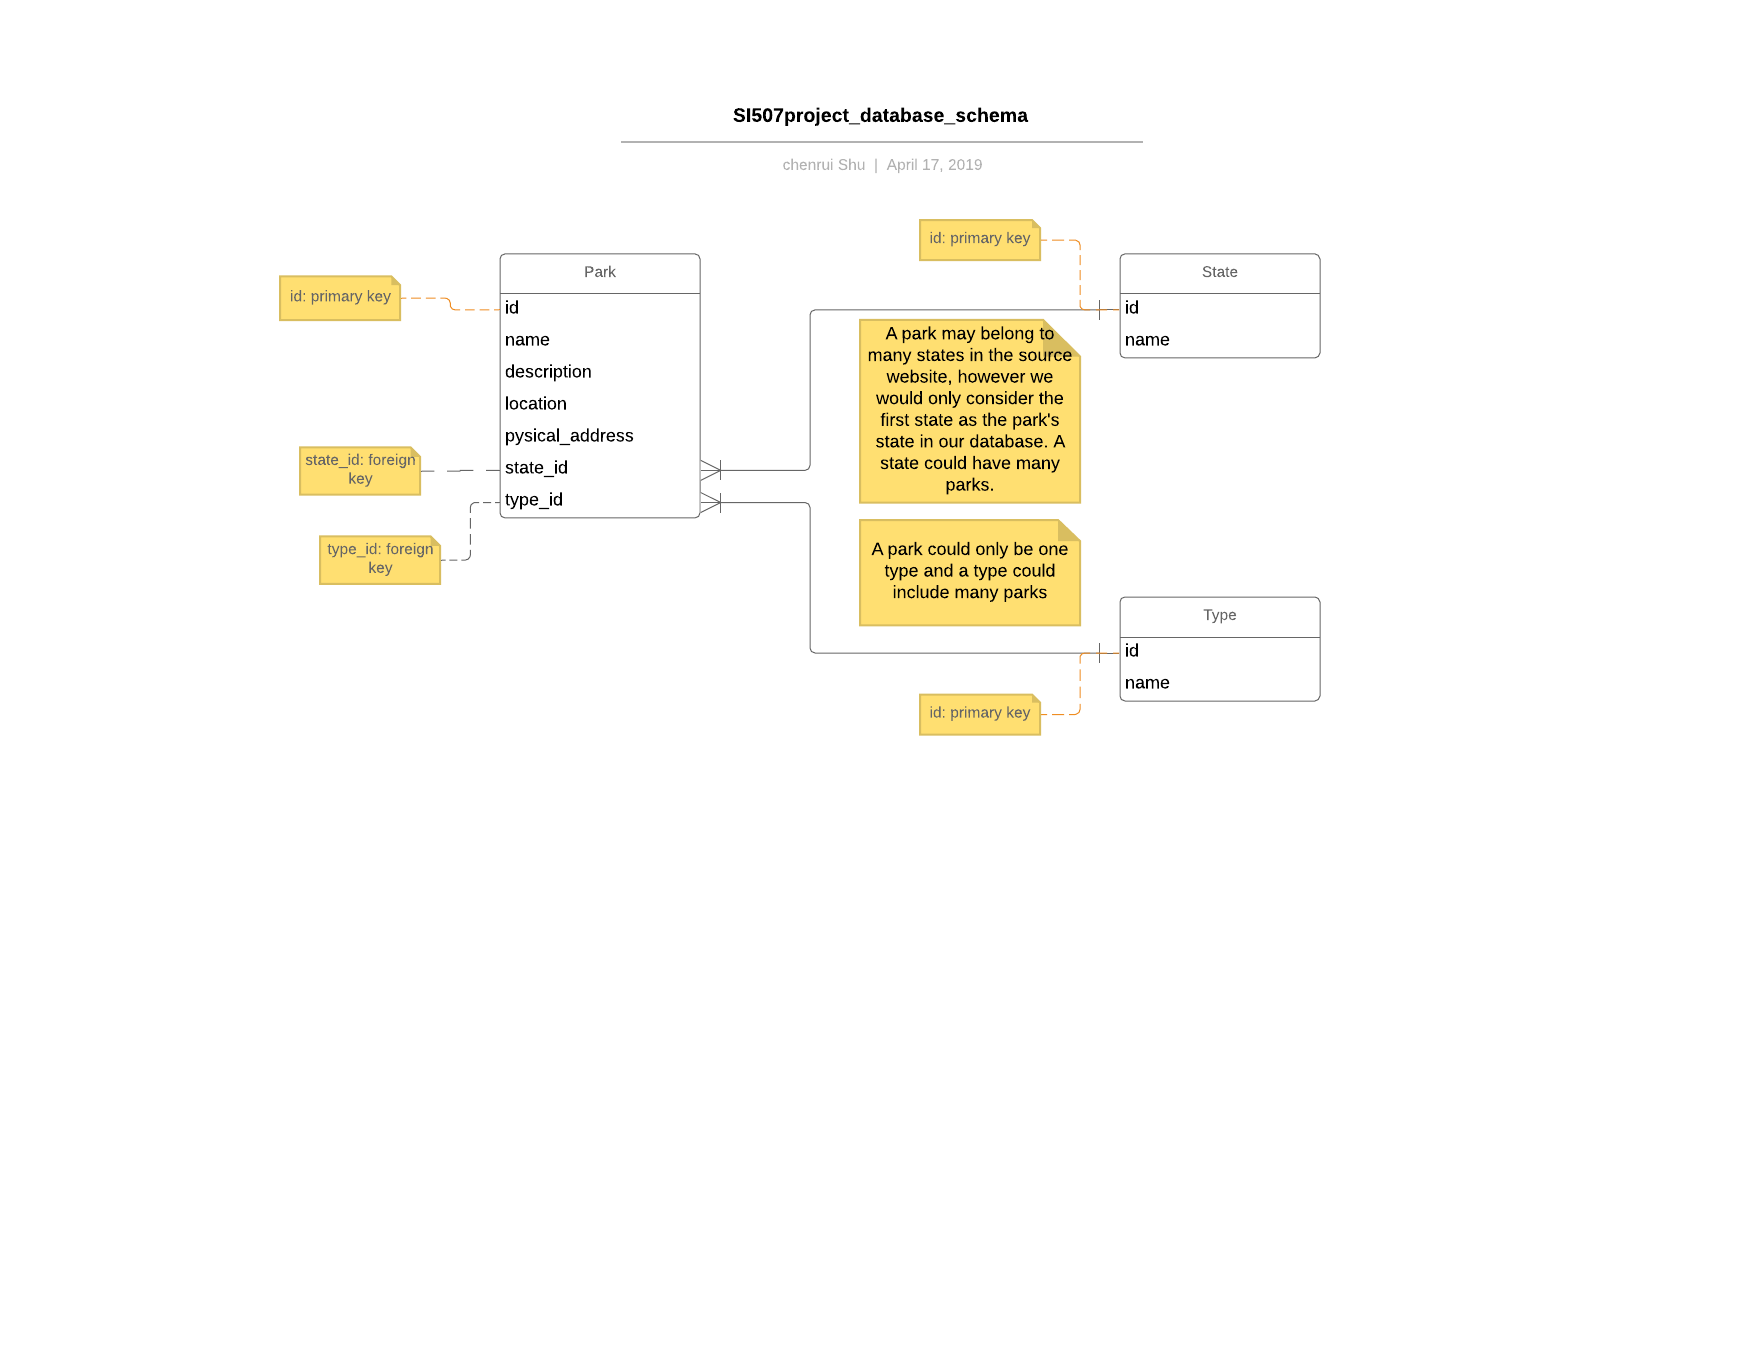 SI507project_database_schema
chenrui Shu | April 17, 2019
id: primary key
Park
id
name
description
location
pysical_address
state_id
type_id
id: primary key
state_id: foreign
key
type_id: foreign
key
State
id
name
A park may belong to
many states in the source
website, however we
would only consider the
first state as the park's
state in our database. A
state could have many
parks.
A park could only be one
type and a type could
include many parks
Type
id
name
id: primary key